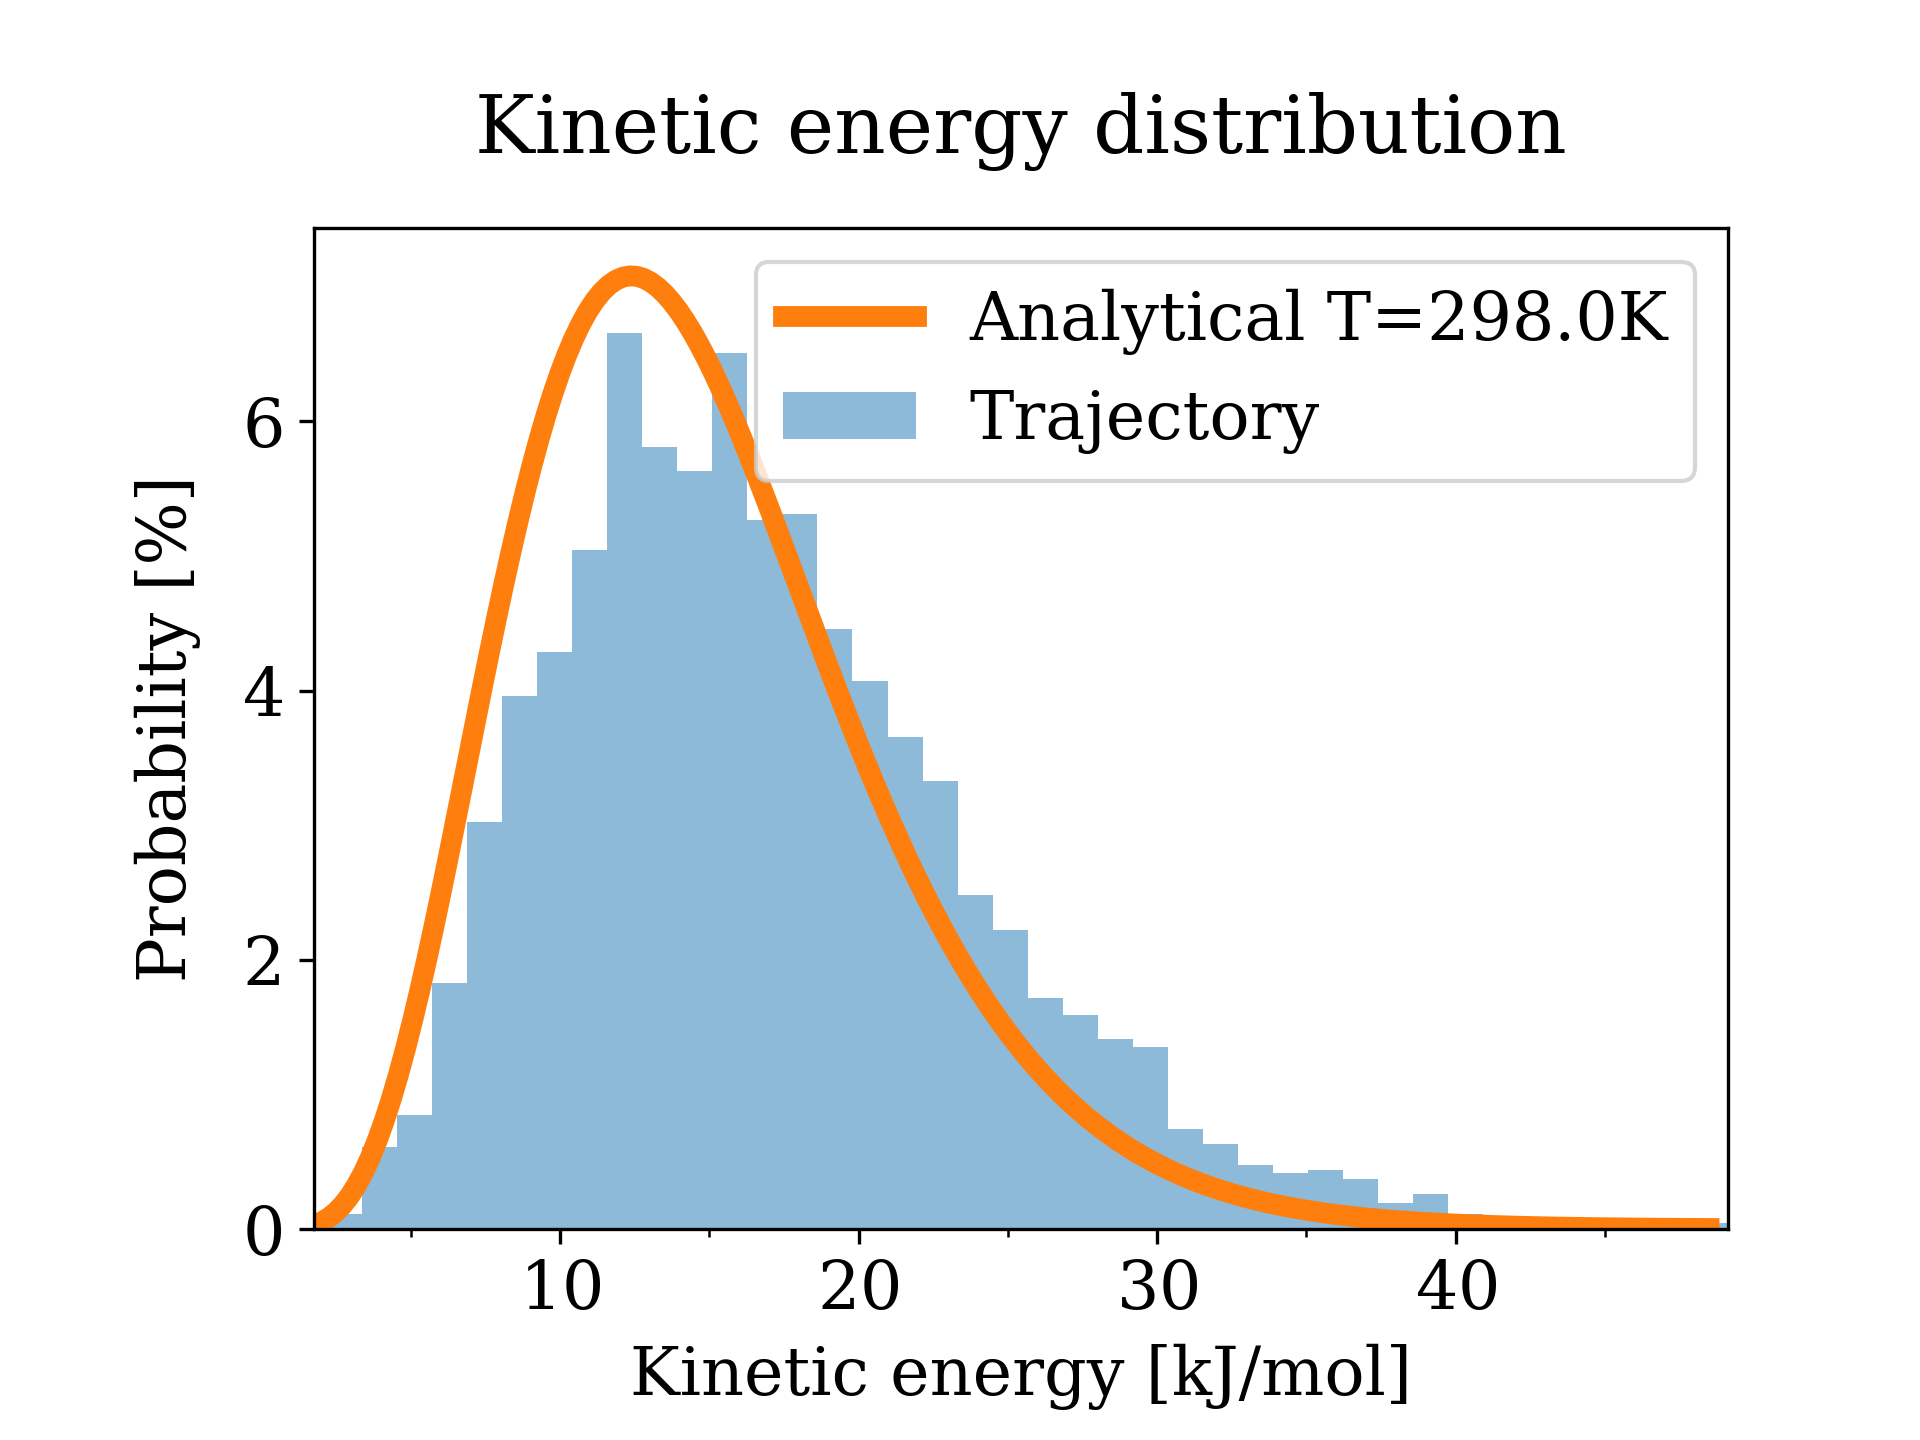 Kinetic energy distribution
Analytical T=298.0K
Trajectory
Probability [%]
6
4
2
0
10 20 30 40
Kinetic energy [kJ/mol]